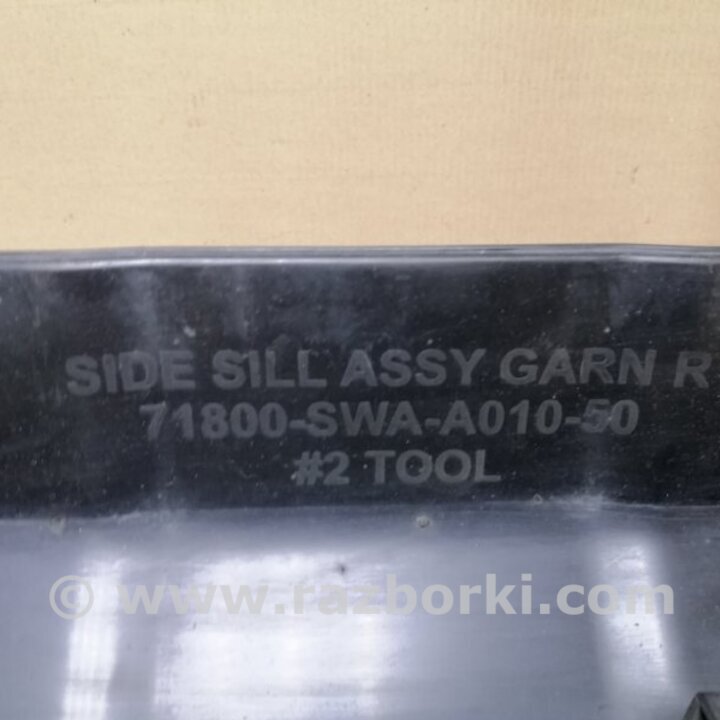 SIDE SILL ASSY GARN R
71800-SWA-A010-50
#2 TOOL
© www.razborki.com